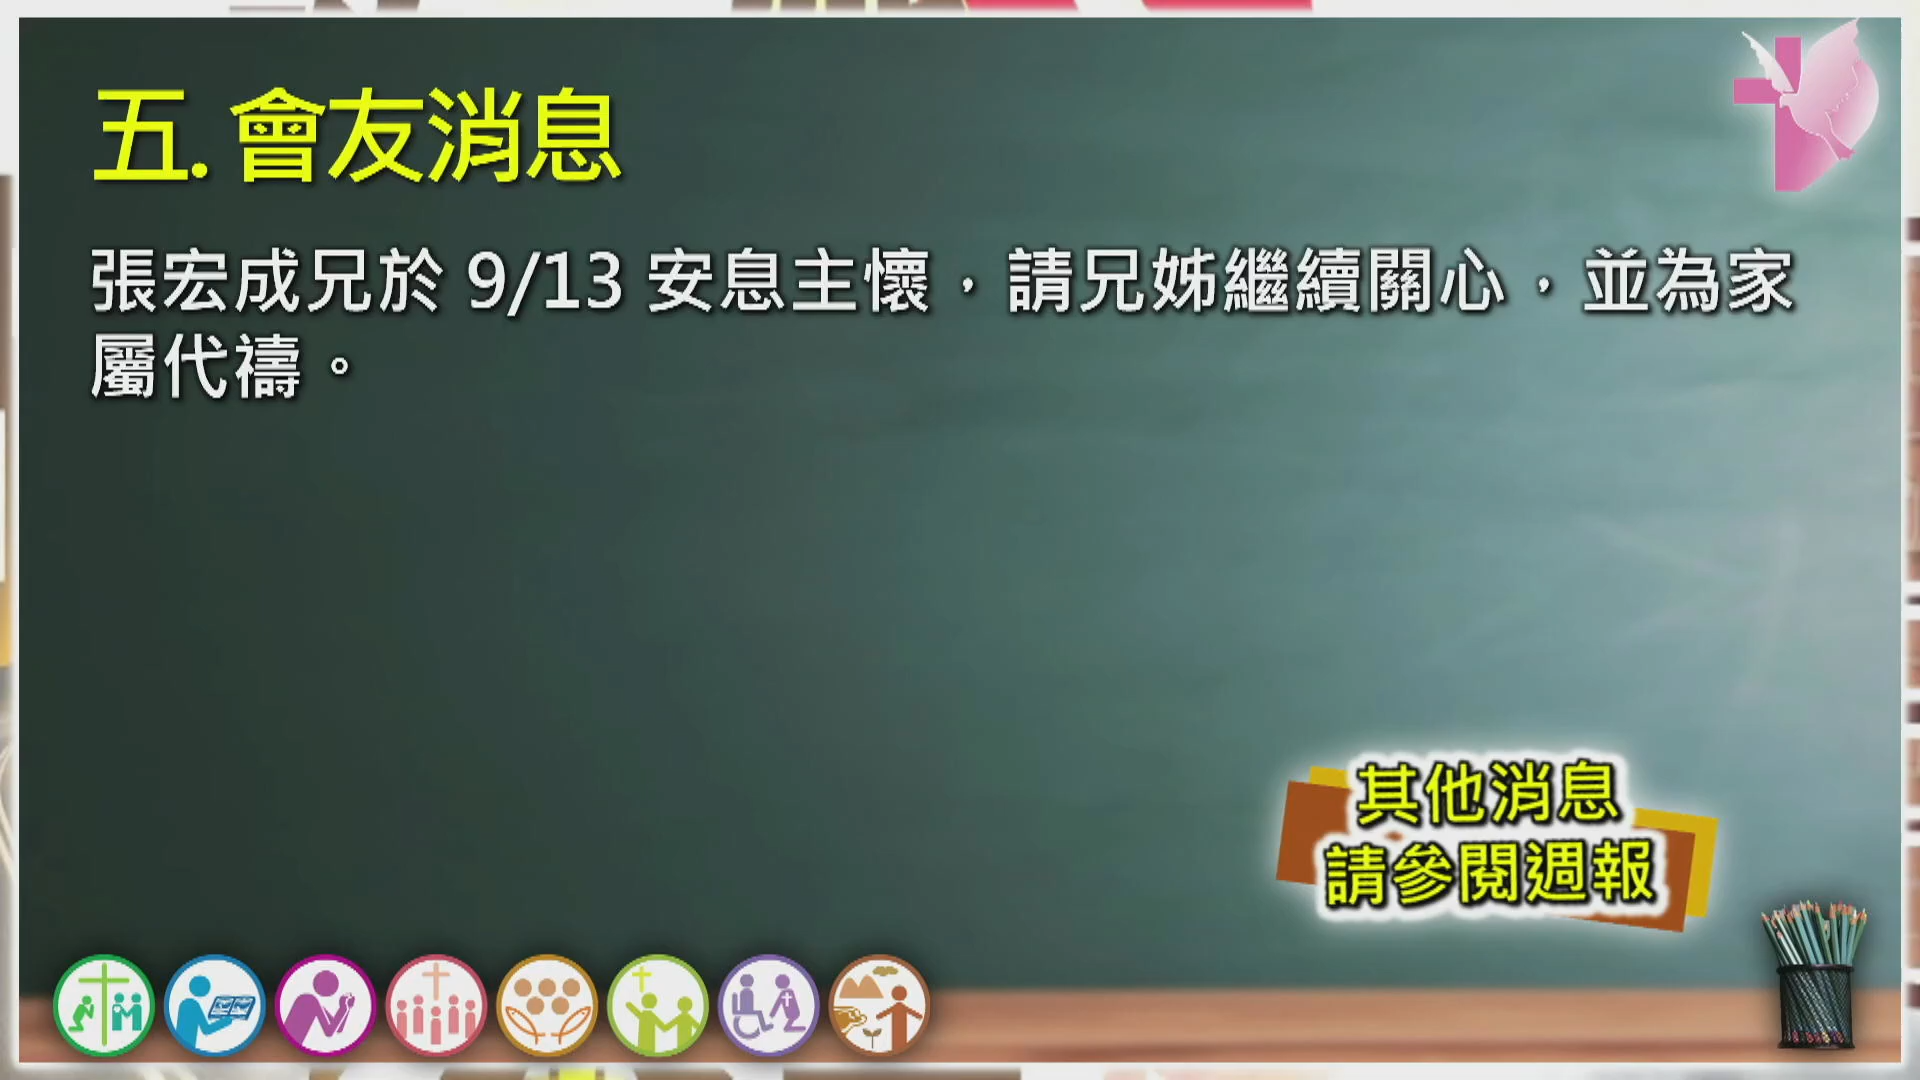 五. 會友消息
張宏成兄於 9/13 安息主懷，請兄姊繼續關心，並為家
屬代禱。
其他消息
請參閱週報